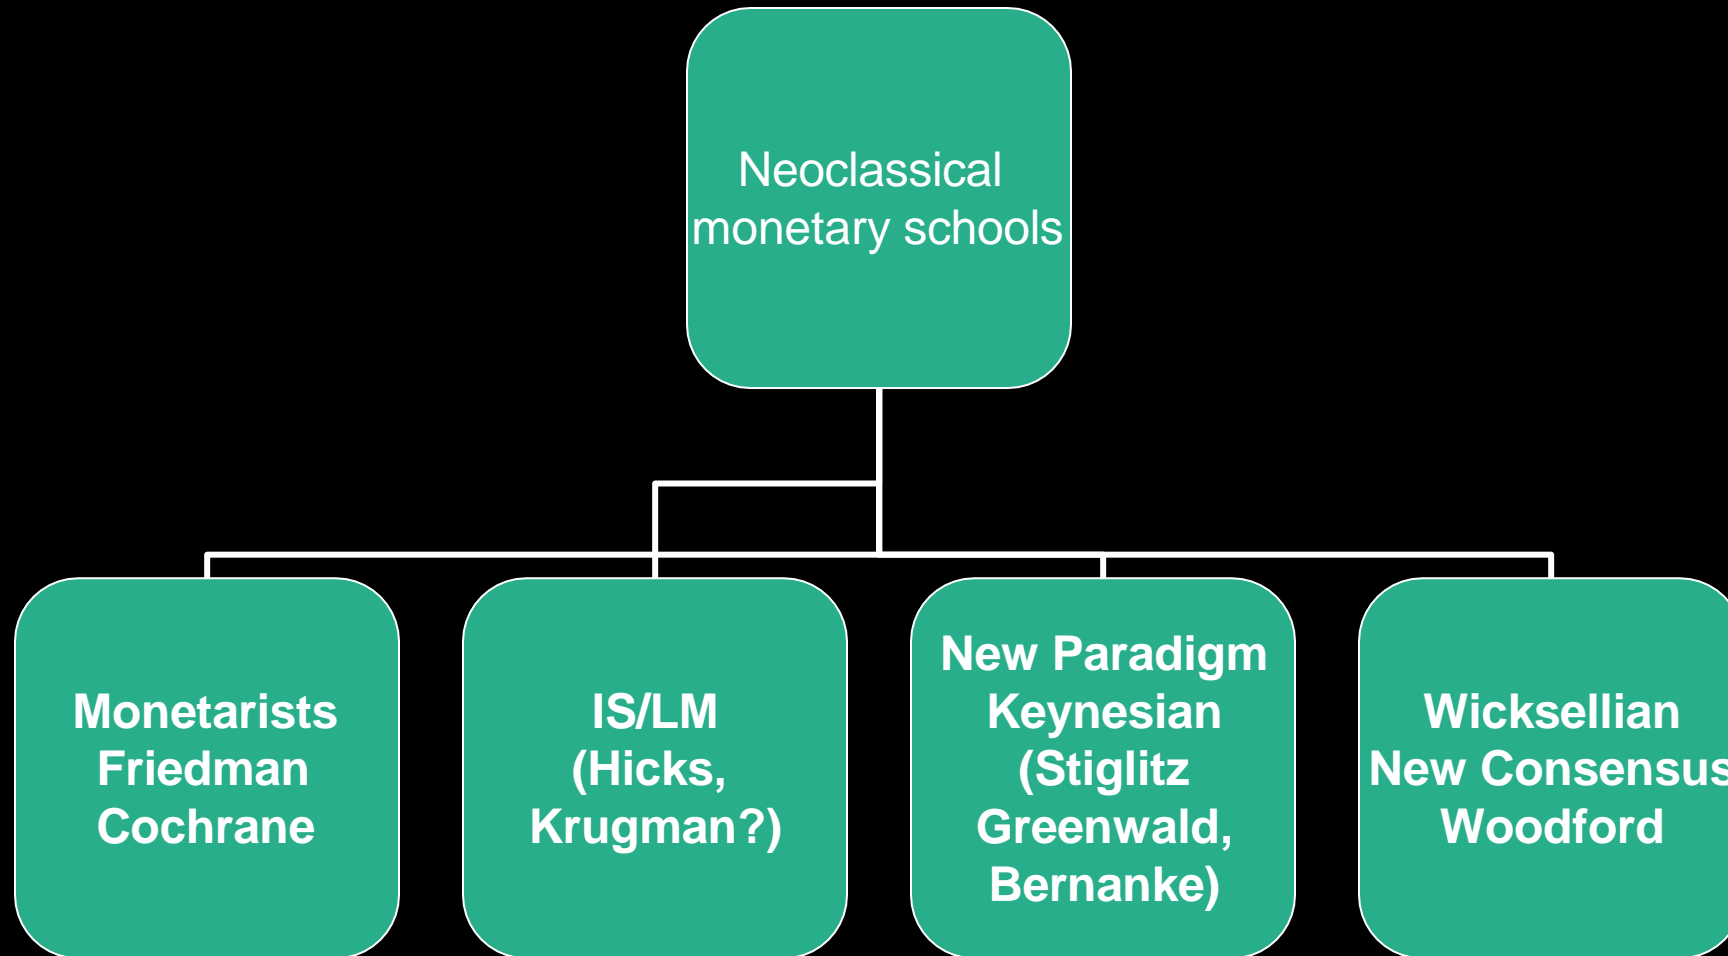 Neoclassical
monetary schools
Monetarists
Friedman
Cochrane
IS/LM
(Hicks,
Krugman?)
New Paradigm
Keynesian
(Stiglitz
Greenwald,
Bernanke)
Wicksellian
New Consensus
Woodford